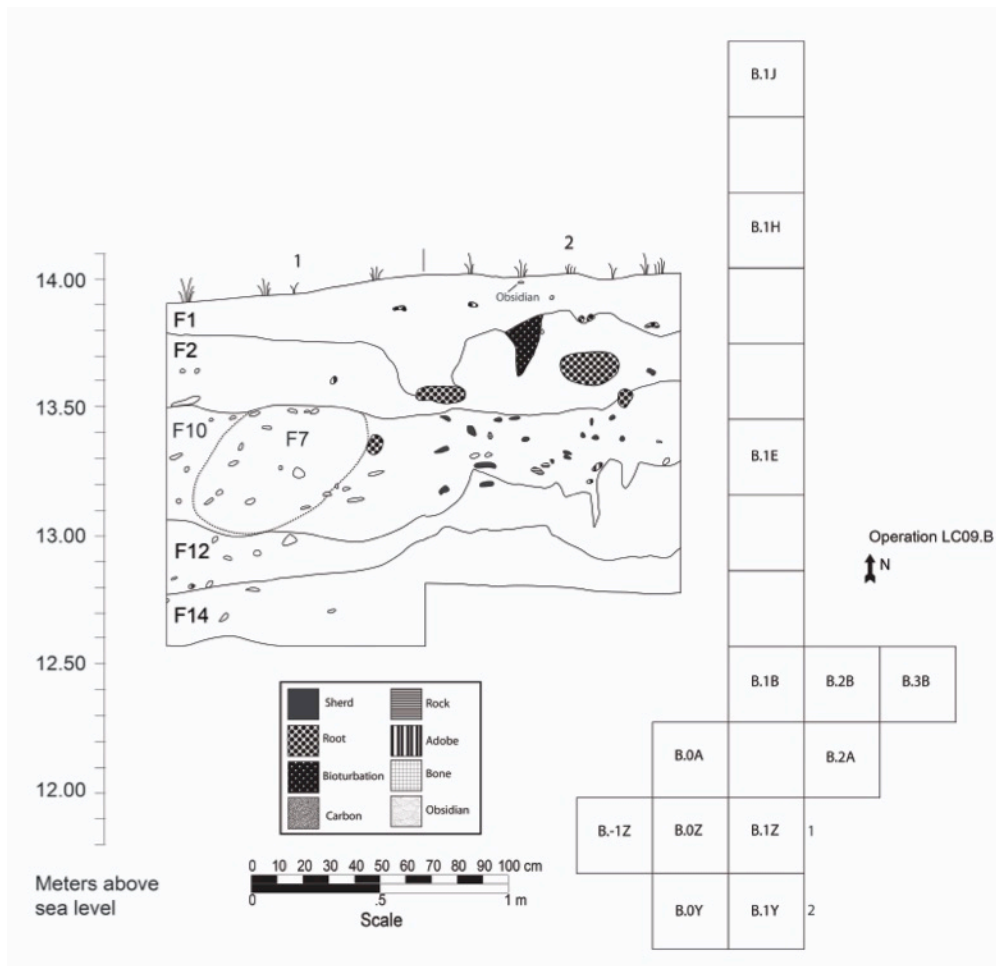 B.1J
B.1H
1
2
14.00
Obsidian
F1
F2
13.50
F10
F7
B.1E
13.00
F12
Operation LC09.B
N
F14
12.50
B.1B
B.2B
B.3B
Sherd
Rock
Root
Adobe
Bioturbation
Bone
Carbon
Obsidian
B.0A
B.2A
12.00
B.-1Z
B.0Z
B.1Z
1
0 10 20 30 40 50 60 70 80 90 100 cm
0 .5 1 m
Scale
Meters above
sea level
B.0Y
B.1Y
2